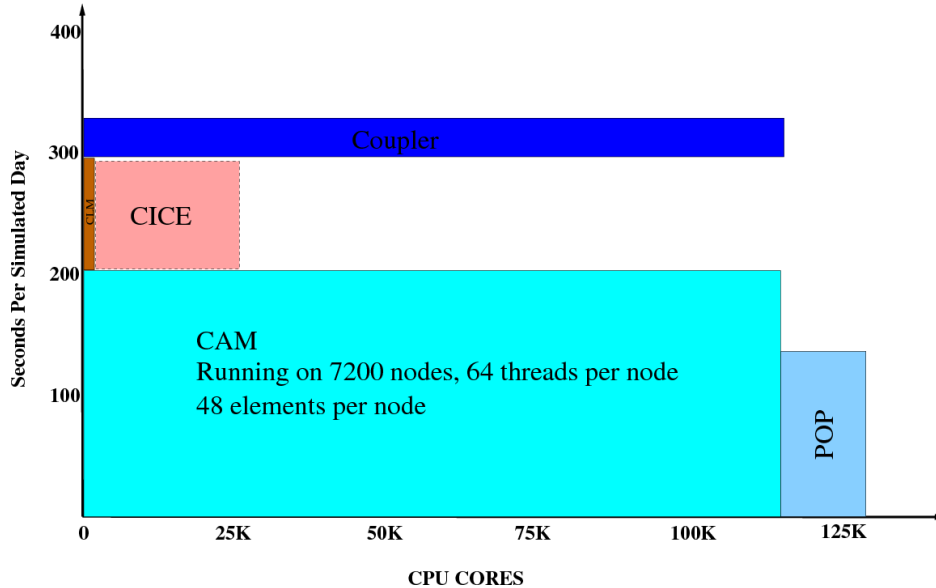 400
300
200
100
Seconds Per Simulated Day
Coupler
CLM
CICE
CAM
Running on 7200 nodes, 64 threads per node
48 elements per node
POP
0 25K 50K 75K 100K 125K
CPU CORES